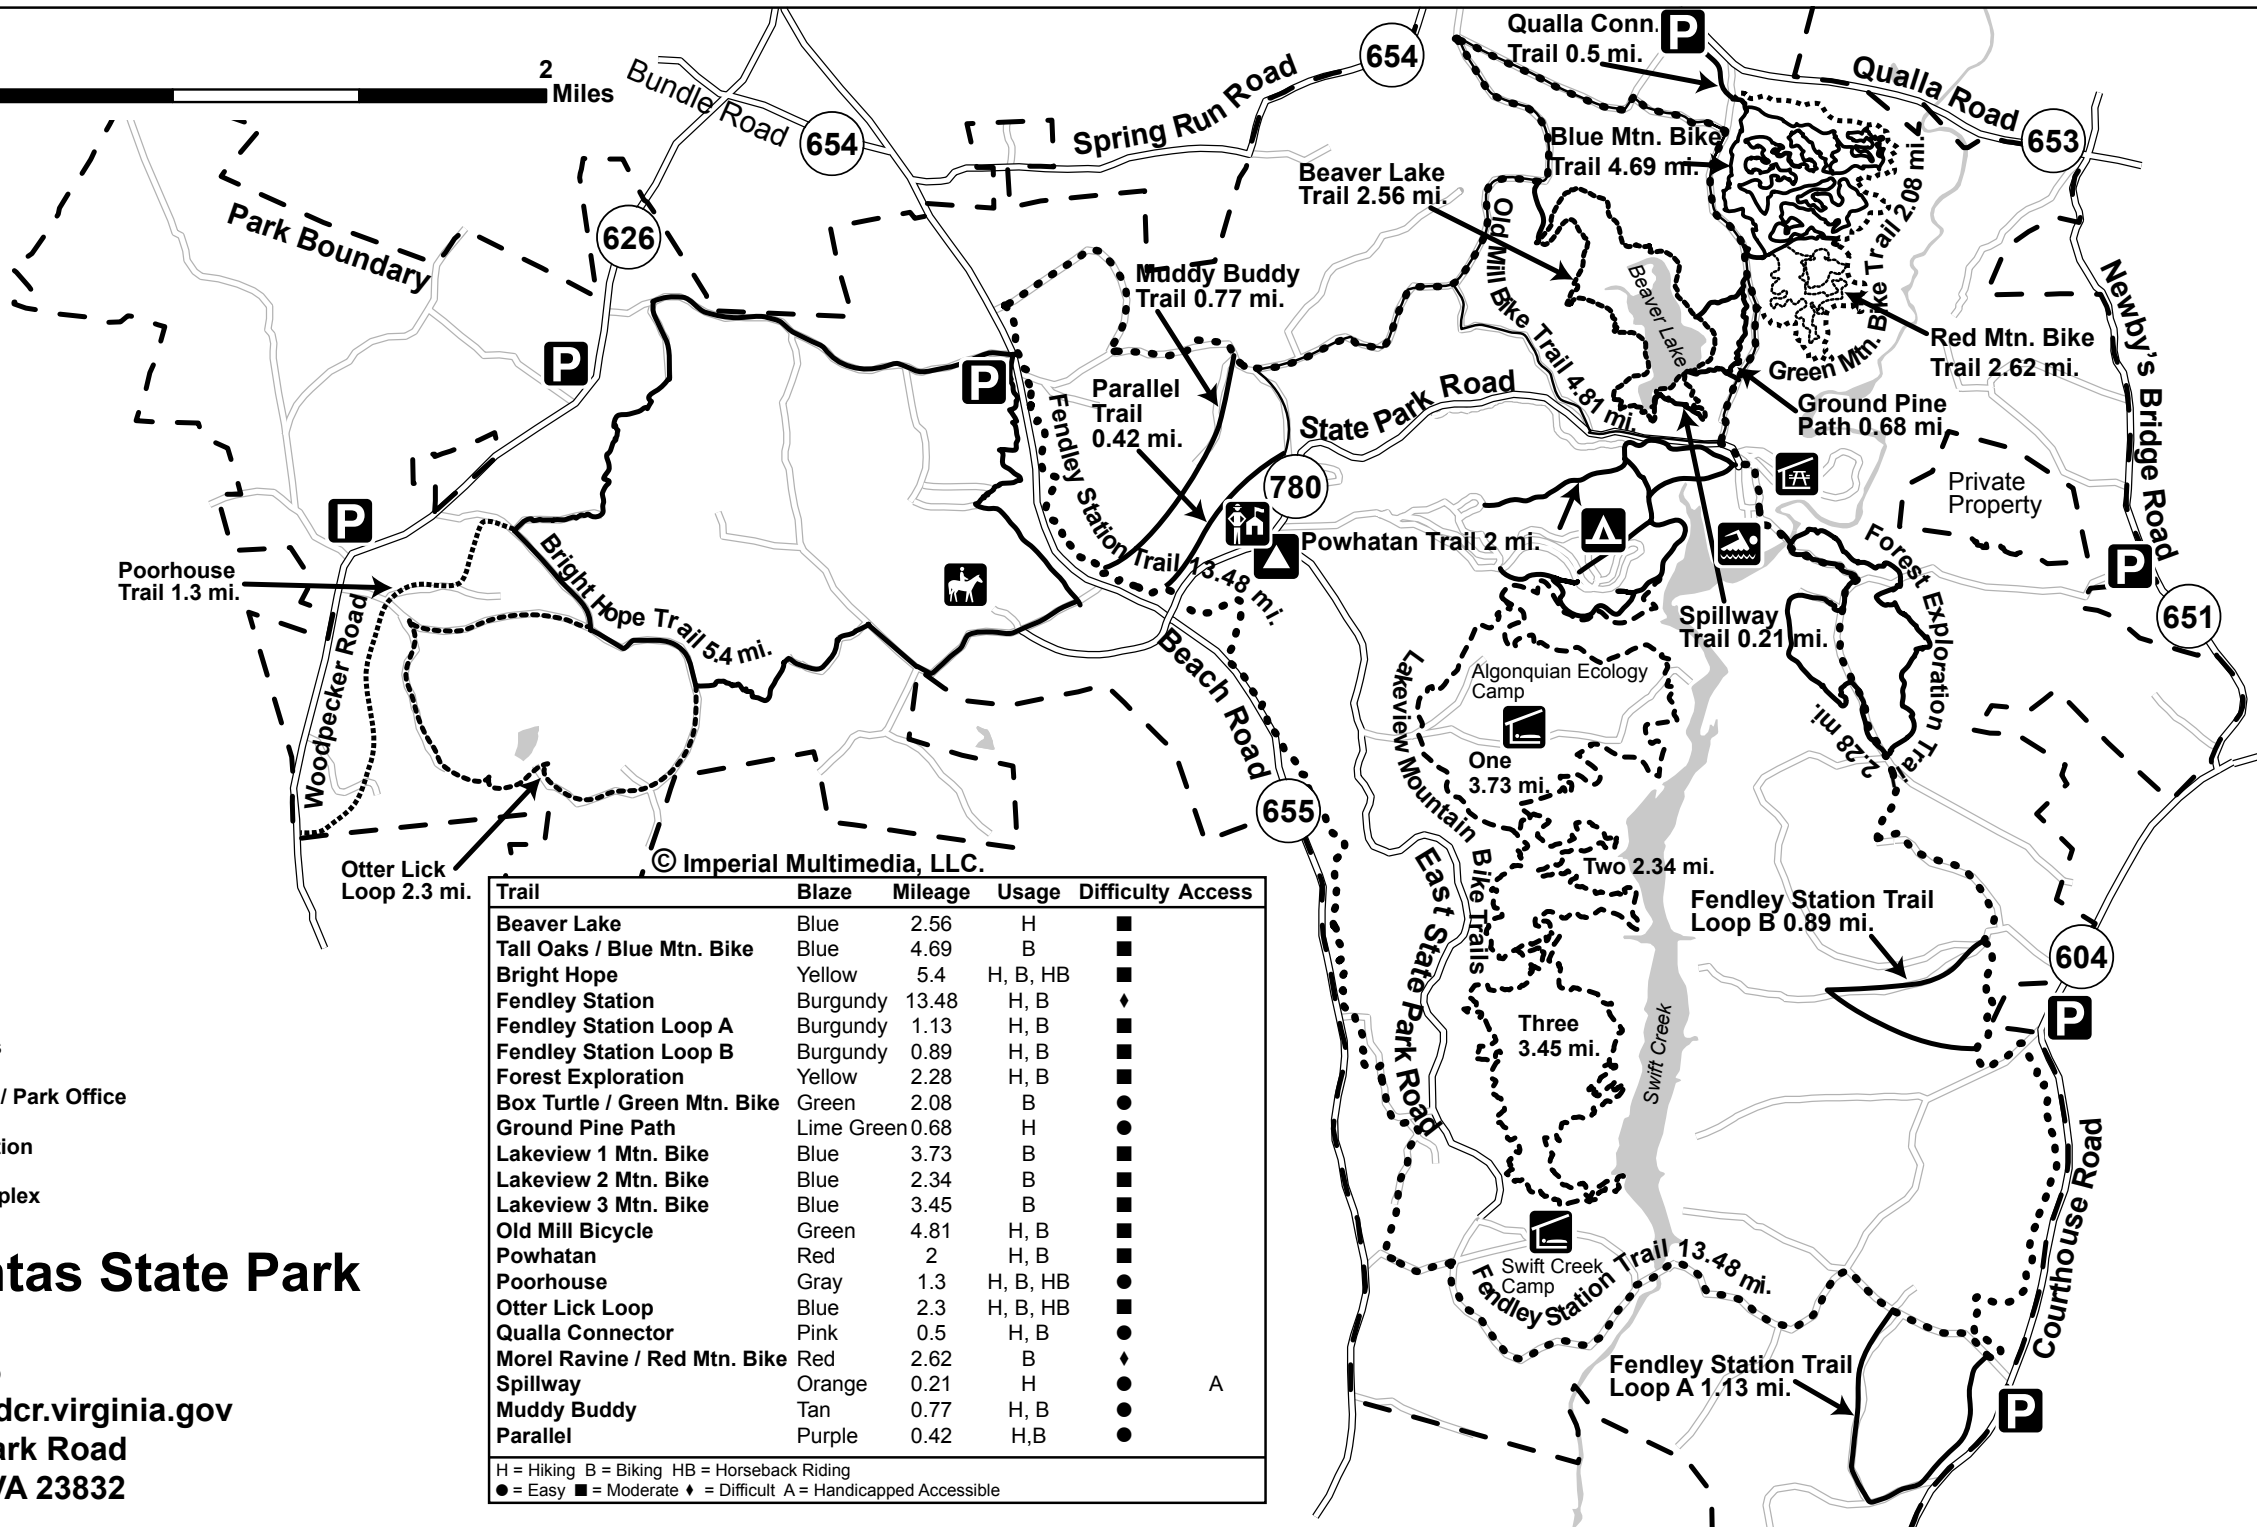 2
Miles
Bundle Road
654
Spring Run Road
654
Qualla Conn.
Trail 0.5 mi.
P
Qualla Road
653
Park Boundary
626
Blue Mtn. Bike
Trail 4.69 mi.
Beaver Lake
Trail 2.56 mi.
Old Mill Bike Trail 4.81 mi.
Beaver Lake
Green Mtn. Bike Trail 2.08 mi.
Red Mtn. Bike
Trail 2.62 mi.
Newby's Bridge Road
Muddy Buddy
Trail 0.77 mi.
P
P
Parallel
Trail
0.42 mi.
State Park Road
Ground Pine
Path 0.68 mi.
780
Private
Property
P
Fendley Station Trail 13.48 mi.
Powhatan Trail 2 mi.
Forest Exploration Trail
2.28 mi.
P
651
Poorhouse
Trail 1.3 mi.
Bright Hope Trail 5.4 mi.
Spillway
Trail 0.21 mi.
Woodpecker Road
Beach Road
Algonquian Ecology
Camp
Lakeview Mountain Bike Trails
One
3.73 mi.
655
Two 2.34 mi.
Otter Lick
Loop 2.3 mi.
East State Park Road
Fendley Station Trail
Loop B 0.89 mi.
604
P
Three
3.45 mi.
Swift Creek
Courthouse Road
Swift Creek
Camp
Fendley Station Trail 13.48 mi.
Fendley Station Trail
Loop A 1.13 mi.
P
© Imperial Multimedia, LLC.
Trail Blaze Mileage Usage Difficulty Access
Beaver Lake Blue 2.56 H ■
Tall Oaks / Blue Mtn. Bike Blue 4.69 B ■
Bright Hope Yellow 5.4 H, B, HB ■
Fendley Station Burgundy 13.48 H, B ♦
Fendley Station Loop A Burgundy 1.13 H, B ■
Fendley Station Loop B Burgundy 0.89 H, B ■
Forest Exploration Yellow 2.28 H, B ■
Box Turtle / Green Mtn. Bike Green 2.08 B ●
Ground Pine Path Lime Green 0.68 H ●
Lakeview 1 Mtn. Bike Blue 3.73 B ■
Lakeview 2 Mtn. Bike Blue 2.34 B ■
Lakeview 3 Mtn. Bike Blue 3.45 B ■
Old Mill Bicycle Green 4.81 H, B ■
Powhatan Red 2 H, B ■
Poorhouse Gray 1.3 H, B, HB ●
Otter Lick Loop Blue 2.3 H, B, HB ■
Qualla Connector Pink 0.5 H, B ●
Morel Ravine / Red Mtn. Bike Red 2.62 B ♦
Spillway Orange 0.21 H ● A
Muddy Buddy Tan 0.77 H, B ●
Parallel Purple 0.42 H,B ●
H = Hiking B = Biking HB = Horseback Riding
● = Easy ■ = Moderate ♦ = Difficult A = Handicapped Accessible
/ Park Office
tion
plex
ntas State Park
dcr.virginia.gov
ark Road
VA 23832